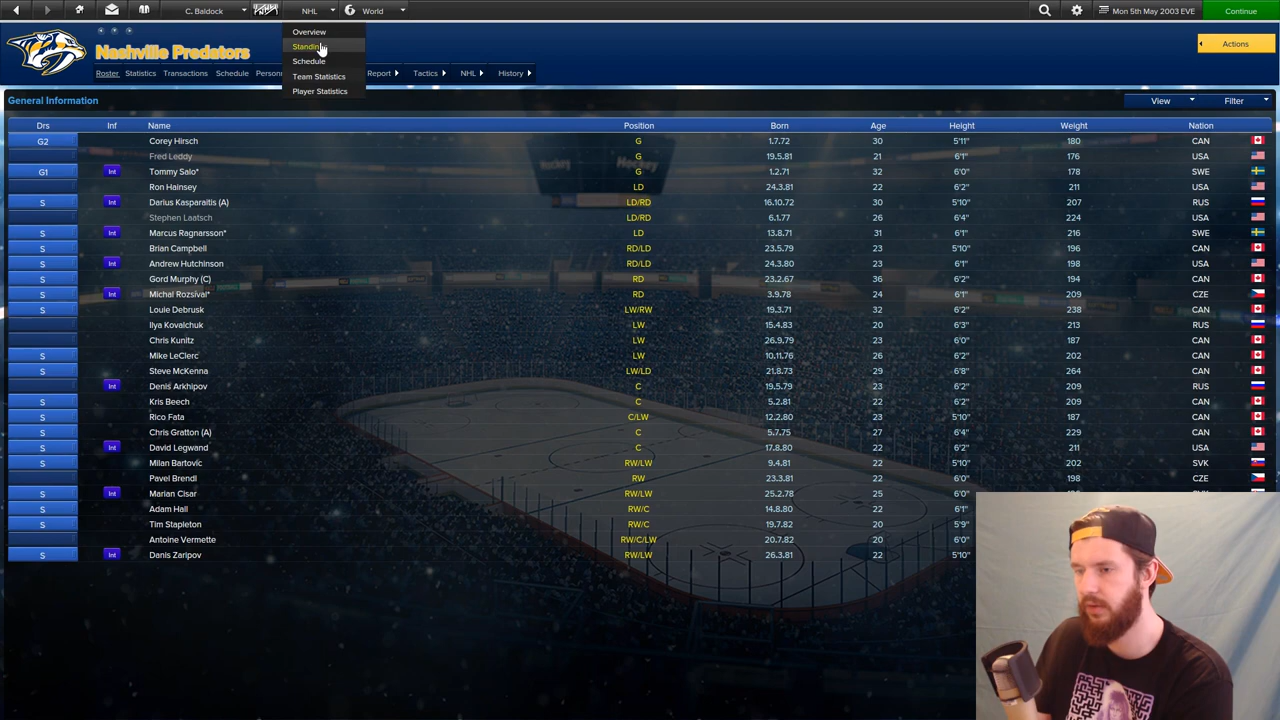 C. Baldock NHL World Mon 5th May 2003 EVE Continue
Overview
Nashville Predators Actions
Roster Statistics Transactions Schedule Report Tactics NHL History
Schedule
Team Statistics
Player Statistics
General Information View Filter
Drs Inf Name Position Born Age Height Weight Nation
G2 Corey Hirsch G 1.7.72 30 5'11" 180 CAN
Fred Leddy G 19.5.81 21 6'1" 176 USA
G1 Int Tommy Salo* G 1.2.71 32 6'0" 178 SWE
Ron Hainsey LD 24.3.81 22 6'2" 211 USA
S Int Darius Kasparaitis (A) LD/RD 16.10.72 30 5'10" 207 RUS
Stephen Laatsch LD/RD 6.1.77 26 6'4" 224 USA
S Int Marcus Ragnarsson* LD 13.8.71 31 6'1" 216 SWE
S Brian Campbell RD/LD 23.5.79 23 5'10" 196 CAN
S Int Andrew Hutchinson RD/LD 24.3.80 23 6'1" 198 USA
S Gord Murphy (C) RD 23.2.67 36 6'2" 194 CAN
S Int Michal Rozsival* RD 3.9.78 24 6'1" 209 CZE
S Louie Debrusk LW/RW 19.3.71 32 6'2" 238 CAN
Ilya Kovalchuk LW 15.4.83 20 6'3" 213 RUS
Chris Kunitz LW 26.9.79 23 6'0" 187 CAN
S Mike LeClerc LW 10.11.76 26 6'2" 202 CAN
S Steve McKenna LW/LD 21.8.73 29 6'8" 264 CAN
Int Denis Arkhipov C 19.5.79 23 6'2" 209 RUS
S Kris Beech C 5.2.81 22 6'2" 209 CAN
S Rico Fata C/LW 12.2.80 23 5'10" 187 CAN
S Chris Gratton (A) C 5.7.75 27 6'4" 229 CAN
S Int David Legwand C 17.8.80 22 6'2" 211 USA
S Milan Bartovic RW/LW 9.4.81 22 5'10" 202 SVK
Pavel Brendl RW 23.3.81 22 6'0" 198 CZE
S Int Marian Cisar RW/LW 25.2.78 25 6'0"
S Adam Hall RW/C 14.8.80 22 6'1"
S Tim Stapleton RW/C 19.7.82 20 5'9"
Antoine Vermette RW/C/LW 20.7.82 20 6'0"
S Int Danis Zaripov RW/LW 26.3.81 22 5'10"